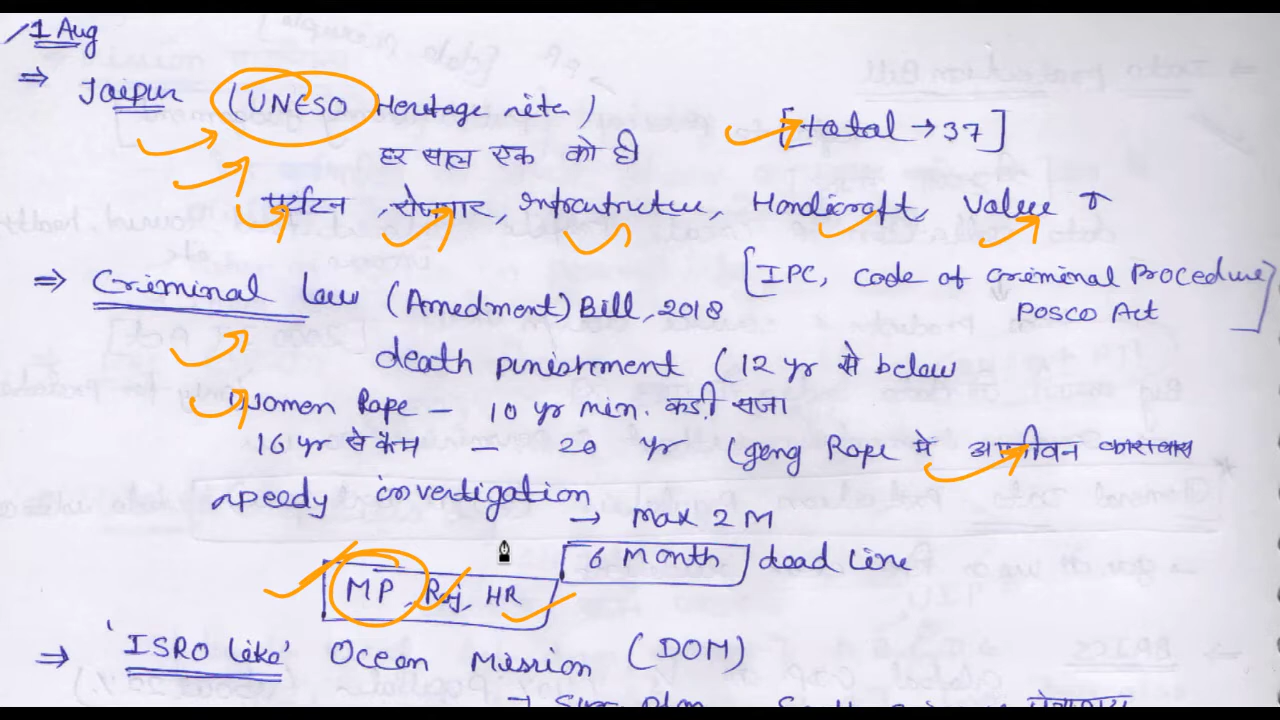 1 Aug
⇒ Jaipur (UNESO Heritage site) [total → 37]
हर साल एक को ही
पर्यटन, रोजगार, Infrastructure, Handicraft, Value ↑
⇒ Criminal law (Amedment) Bill, 2018 [IPC, Code of Criminal Procedure
POSCO Act]
death punishment (12 yr से below
Women Rape – 10 yr min. कड़ी सजा
16 yr से कम – 20 yr (geng Rape में आजीवन कारावास
speedy investigation → Max 2 M
MP, Raj, HR 6 Month dead line
⇒ 'ISRO like' Ocean Mission (DOM)